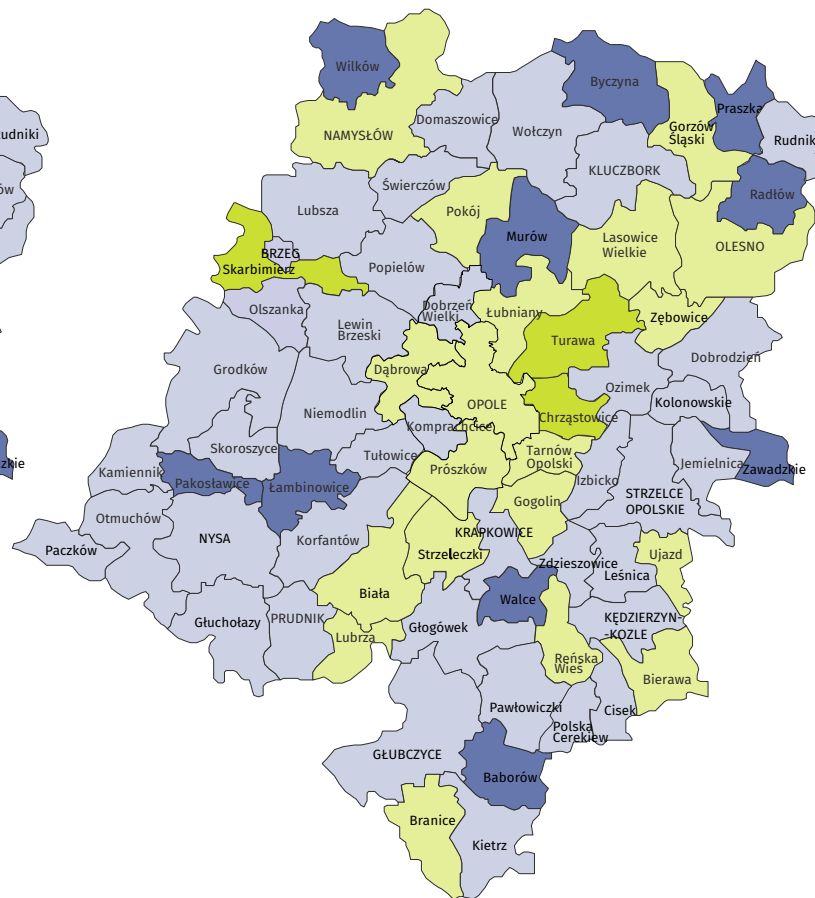 Wilków
Byczyna
Praszka
Domaszowice
Gorzów
Śląski
NAMYSŁÓW
Wołczyn
Rudnik
udniki
KLUCZBORK
Świerczów
ów
Radłów
Lubsza
Pokój
Murów
Lasowice
Wielkie
OLESNO
BRZEG
Skarbimierz
Popielów
Olszanka
Dobrzeń
Wielki
Łubniany
Zębowice
Lewin
Brzeski
Turawa
Dobrodzień
Grodków
Dąbrowa
Ozimek
OPOLE
Kolonowskie
Niemodlin
Chrząstowice
Komprachcice
Skoroszyce
Tułowice
Tarnów
Opolski
zkie
Kamiennik
Prószków
Jemielnica
Zawadzkie
Pakosławice
Łambinowice
Izbicko
STRZELCE
OPOLSKIE
Gogolin
Otmuchów
NYSA
Korfantów
KRAPKOWICE
Paczków
Strzeleczki
Ujazd
Zdzieszowice
Leśnica
Biała
Walce
Głuchołazy
PRUDNIK
Głogówek
KĘDZIERZYN-
-KOZLE
Lubrza
Reńska
Wieś
Bierawa
Pawłowiczki
Cisek
Polska
Cerekiew
GŁUBCZYCE
Baborów
Branice
Kietrz